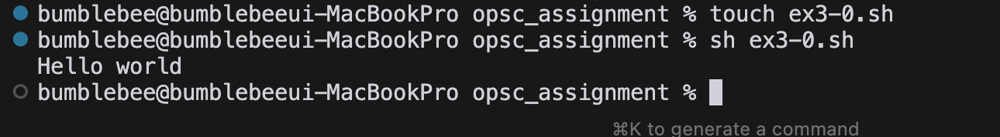 bumblebee@bumblebeeui-MacBookPro opsc_assignment % touch ex3-0.sh
bumblebee@bumblebeeui-MacBookPro opsc_assignment % sh ex3-0.sh
Hello world
bumblebee@bumblebeeui-MacBookPro opsc_assignment %
⌘K to generate a command